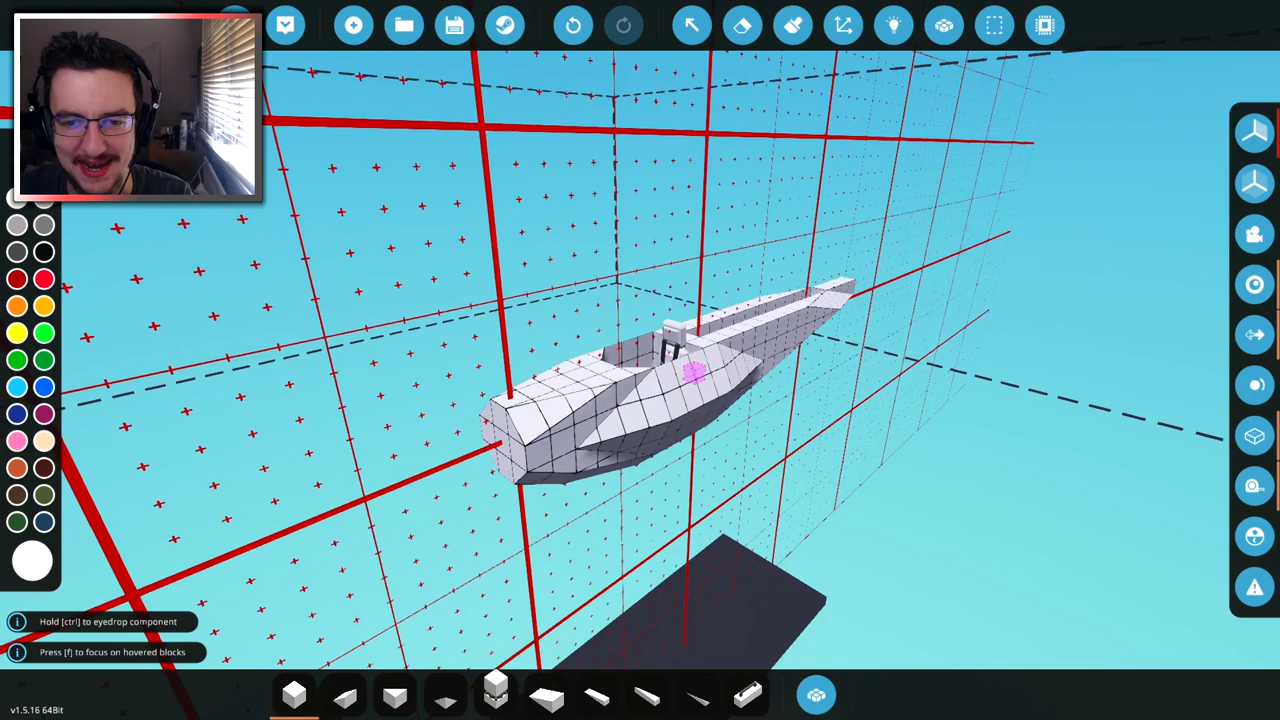 Hold [ctrl] to eyedrop component
Press [f] to focus on hovered blocks
v1.5.16 64Bit